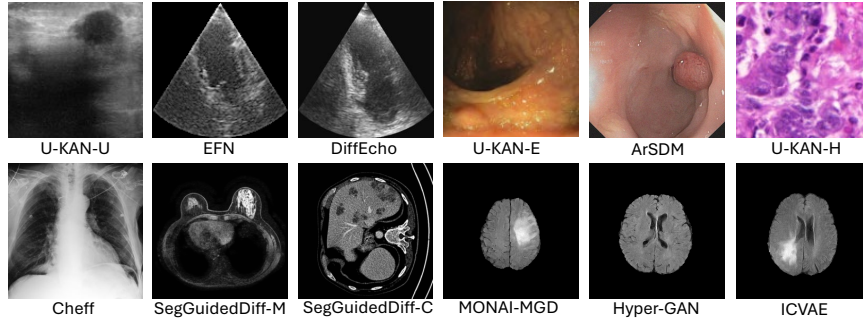 U-KAN-U EFN DiffEcho U-KAN-E ArSDM U-KAN-H
Cheff SegGuidedDiff-M SegGuidedDiff-C MONAI-MGD Hyper-GAN ICVAE